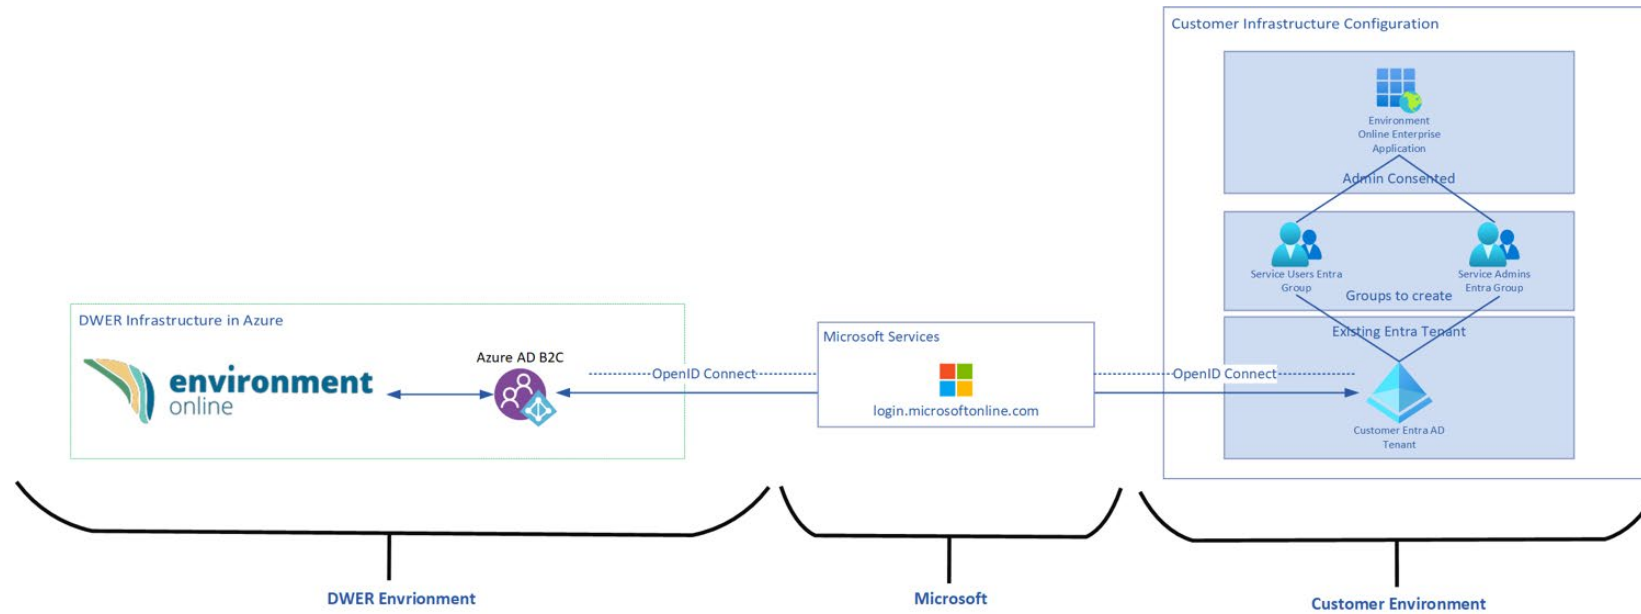 Customer Infrastructure Configuration
Environment
Online Enterprise
Application
Admin Consented
Service Users Entra
Group
Service Admins
Entra Group
Groups to create
DWER Infrastructure in Azure
environment
online
Azure AD B2C
OpenID Connect
Microsoft Services
login.microsoftonline.com
OpenID Connect
Existing Entra Tenant
Customer Entra AD
Tenant
DWER Envrionment
Microsoft
Customer Environment